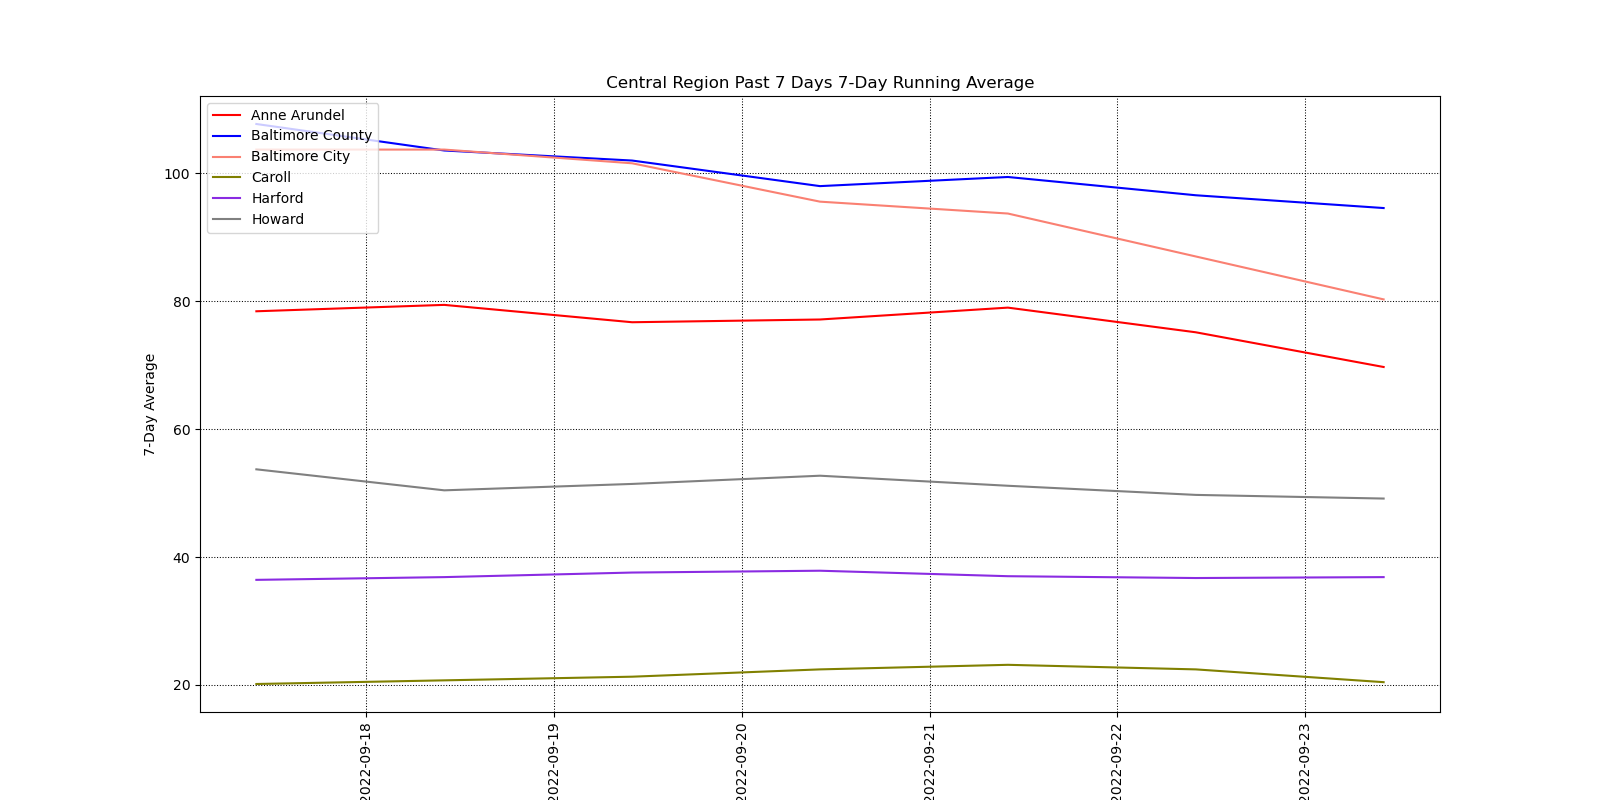 Central Region Past 7 Days 7-Day Running Average
Anne Arundel
Baltimore County
Baltimore City
Caroll
Harford
Howard
7-Day Average
100
80
60
40
20
2022-09-18
2022-09-19
2022-09-20
2022-09-21
2022-09-22
2022-09-23